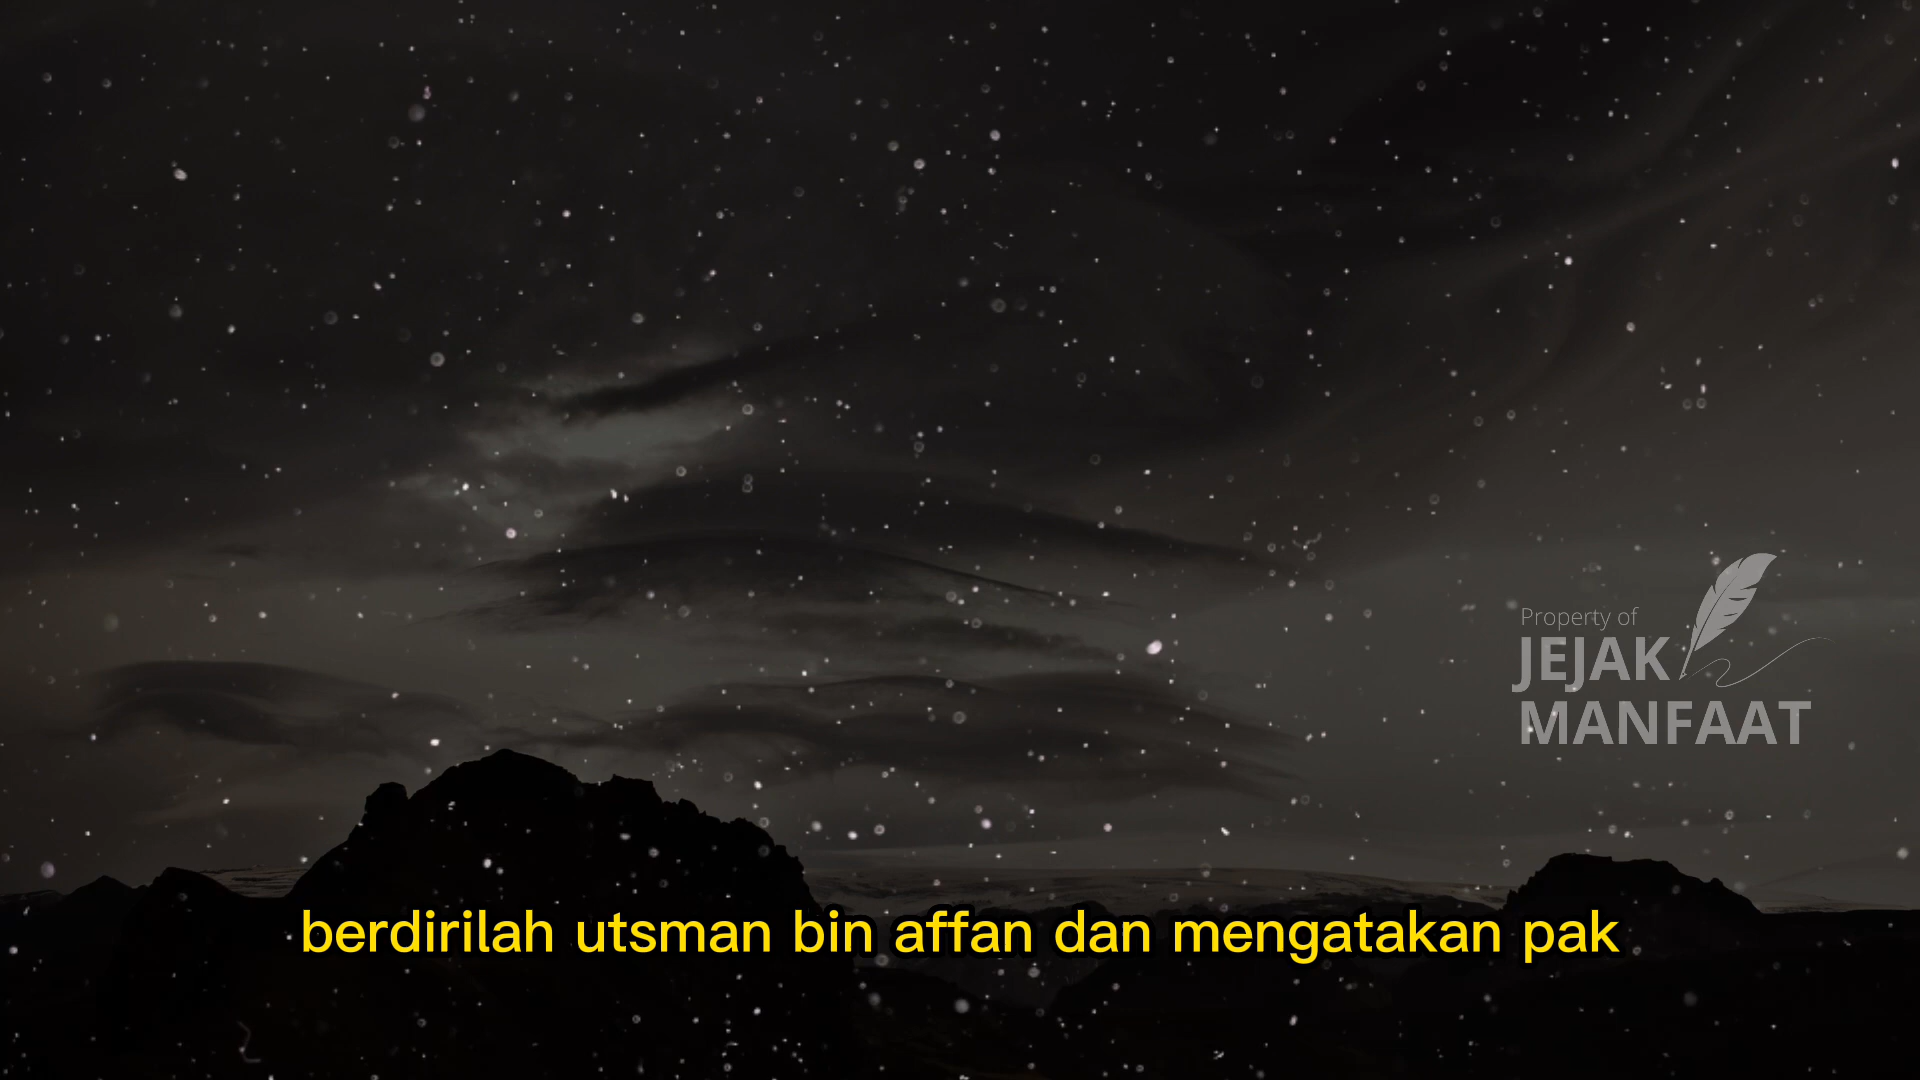 Property of
JEJAK
MANFAAT
berdirilah utsman bin affan dan mengatakan pak